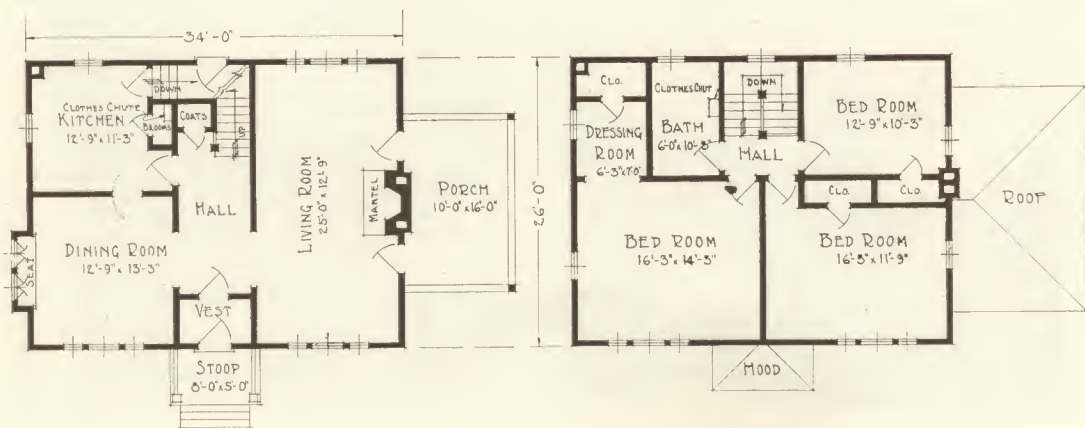 34'-0"
CLOTHES CHUTE
KITCHEN
12'-9" x 11'-3"
DOWN
BROOMS
COATS
UP
HALL
LIVING ROOM
25'-0" x 12'-9"
MANTEL
PORCH
10'-0" x 16'-0"
DINING ROOM
12'-9" x 13'-3"
SEAT
VEST
STOOP
8'-0" x 5'-0"
26'-0"
CLO.
CLOTHES CHUT
DOWN
BED ROOM
12'-9" x 10'-3"
DRESSING
ROOM
6'-3" x 7'-0"
BATH
6'-0" x 10'-3"
HALL
CLO.
CLO.
ROOF
BED ROOM
16'-3" x 14'-5"
BED ROOM
16'-5" x 11'-9"
HOOD